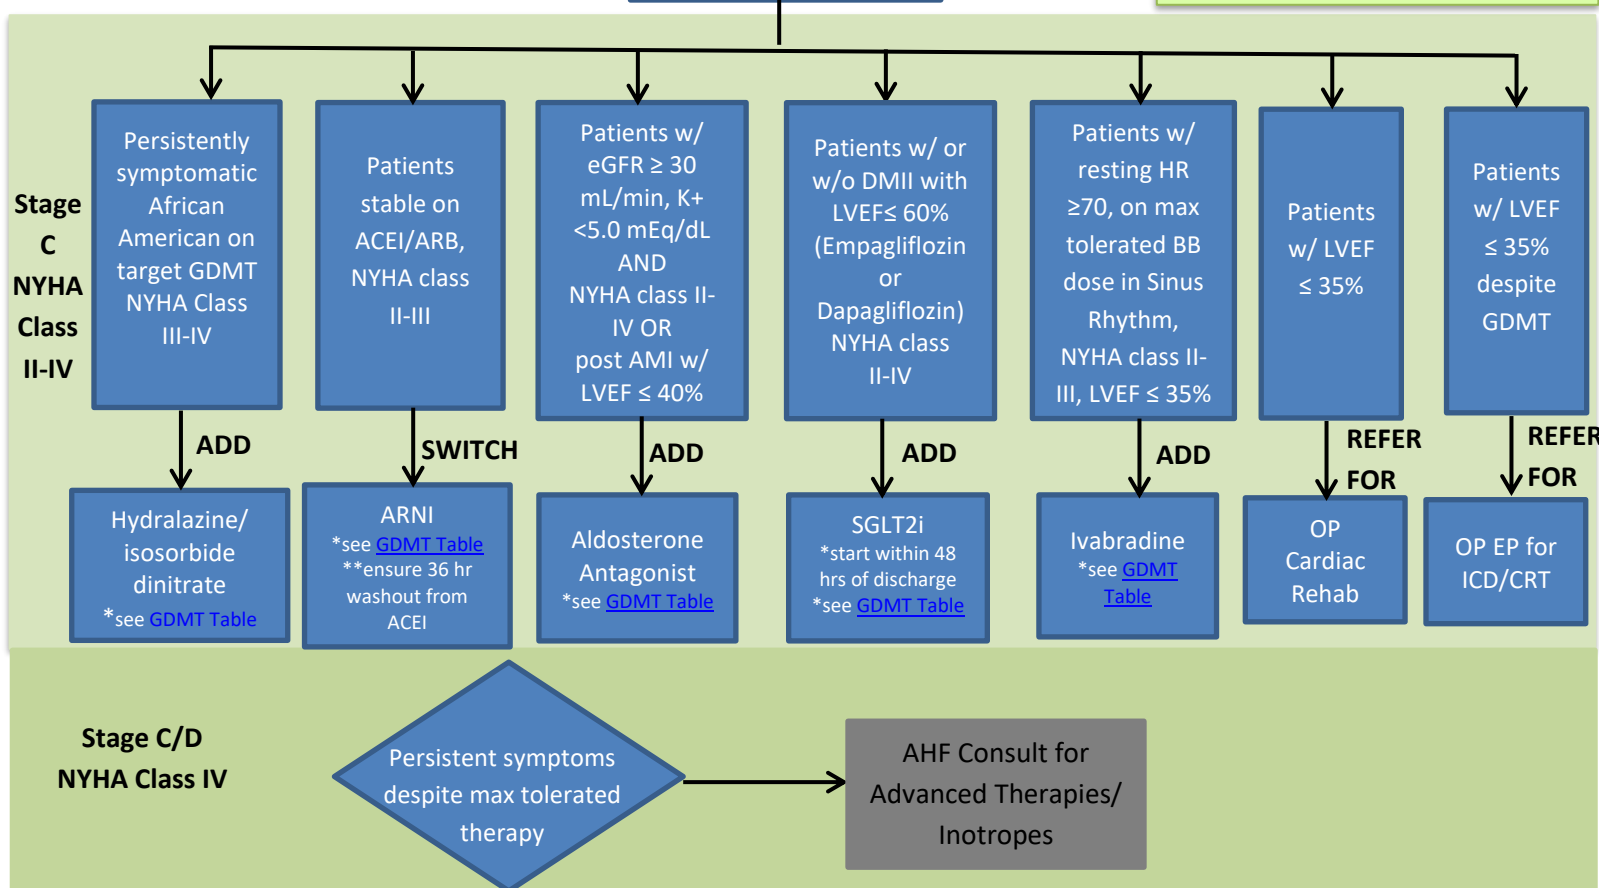 Stage
C
NYHA
Class
II-IV
Persistently
symptomatic
African
American on
target GDMT
NYHA Class
III-IV
Patients
stable on
ACEI/ARB,
NYHA class
II-III
Patients w/
eGFR ≥ 30
mL/min, K+
<5.0 mEq/dL
AND
NYHA class II-
IV OR
post AMI w/
LVEF ≤ 40%
Patients w/ or
w/o DMII with
LVEF≤ 60%
(Empagliflozin
or
Dapagliflozin)
NYHA class
II-IV
Patients w/
resting HR
≥70, on max
tolerated BB
dose in Sinus
Rhythm,
NYHA class II-
III, LVEF ≤ 35%
Patients
w/ LVEF
≤ 35%
Patients
w/ LVEF
≤ 35%
despite
GDMT
ADD
SWITCH
ADD
ADD
ADD
REFER
FOR
REFER
FOR
Hydralazine/
isosorbide
dinitrate
*see GDMT Table
ARNI
*see GDMT Table
**ensure 36 hr
washout from
ACEI
Aldosterone
Antagonist
*see GDMT Table
SGLT2i
*start within 48
hrs of discharge
*see GDMT Table
Ivabradine
*see GDMT
Table
OP
Cardiac
Rehab
OP EP for
ICD/CRT
Stage C/D
NYHA Class IV
Persistent symptoms
despite max tolerated
therapy
AHF Consult for
Advanced Therapies/
Inotropes